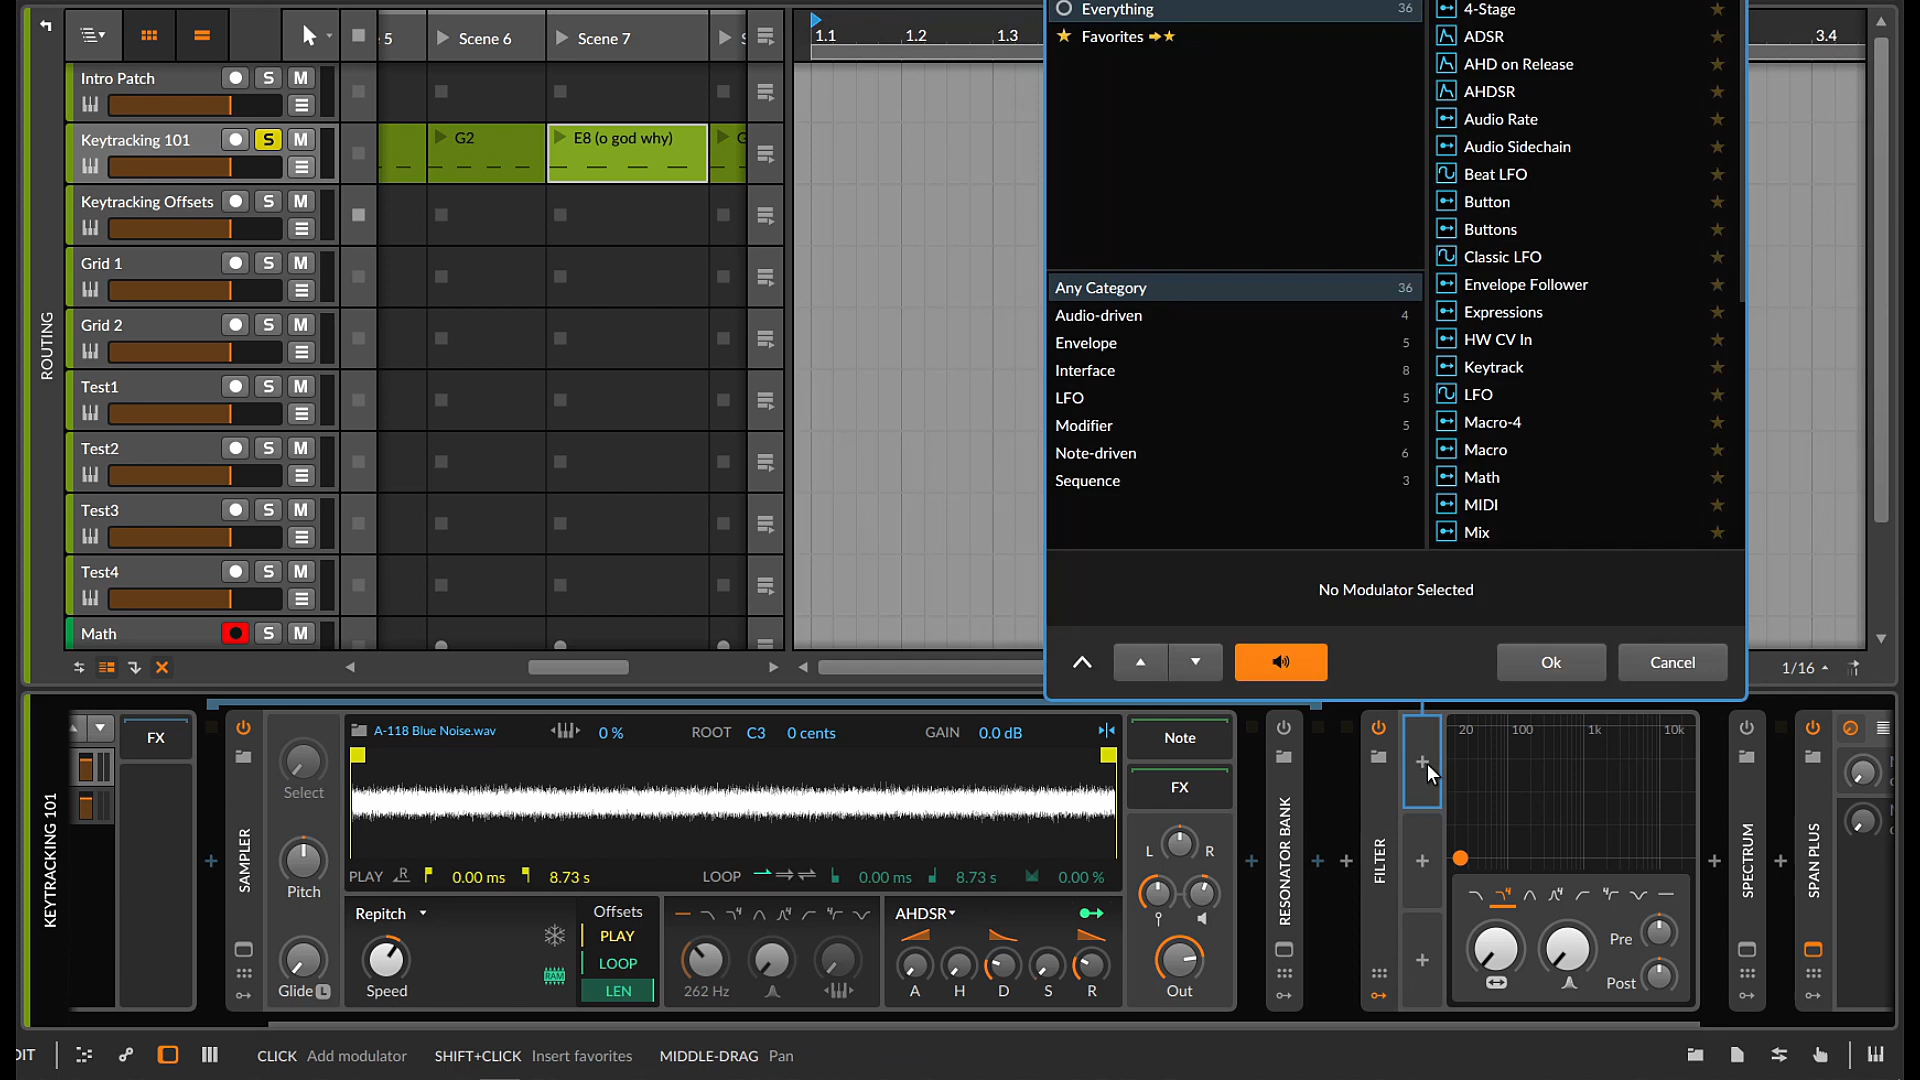 5
Scene 6
Scene 7
S
1.1
1.2
1.3
3.4
Intro Patch
S
M
Keytracking 101
S
M
G2
E8 (o god why)
Keytracking Offsets
S
M
Grid 1
S
M
Grid 2
S
M
Test1
S
M
Test2
S
M
Test3
S
M
Test4
S
M
Math
S
M
ROUTING
Everything
36
Favorites
Any Category
36
Audio-driven
4
Envelope
5
Interface
8
LFO
5
Modifier
5
Note-driven
6
Sequence
3
4-Stage
ADSR
AHD on Release
AHDSR
Audio Rate
Audio Sidechain
Beat LFO
Button
Buttons
Classic LFO
Envelope Follower
Expressions
HW CV In
Keytrack
LFO
Macro-4
Macro
Math
MIDI
Mix
No Modulator Selected
Ok
Cancel
1/16
KEYTRACKING 101
FX
SAMPLER
Select
Pitch
Glide L
A-118 Blue Noise.wav
0 %
ROOT
C3
0 cents
GAIN
0.0 dB
PLAY
R
0.00 ms
8.73 s
LOOP
0.00 ms
8.73 s
0.00 %
Repitch
Speed
Offsets
PLAY
LOOP
LEN
RAM
262 Hz
AHDSR
A
H
D
S
R
Note
FX
L
R
Out
RESONATOR BANK
FILTER
20
100
1k
10k
Pre
Post
SPECTRUM
SPAN PLUS
DIT
CLICK Add modulator
SHIFT+CLICK Insert favorites
MIDDLE-DRAG Pan